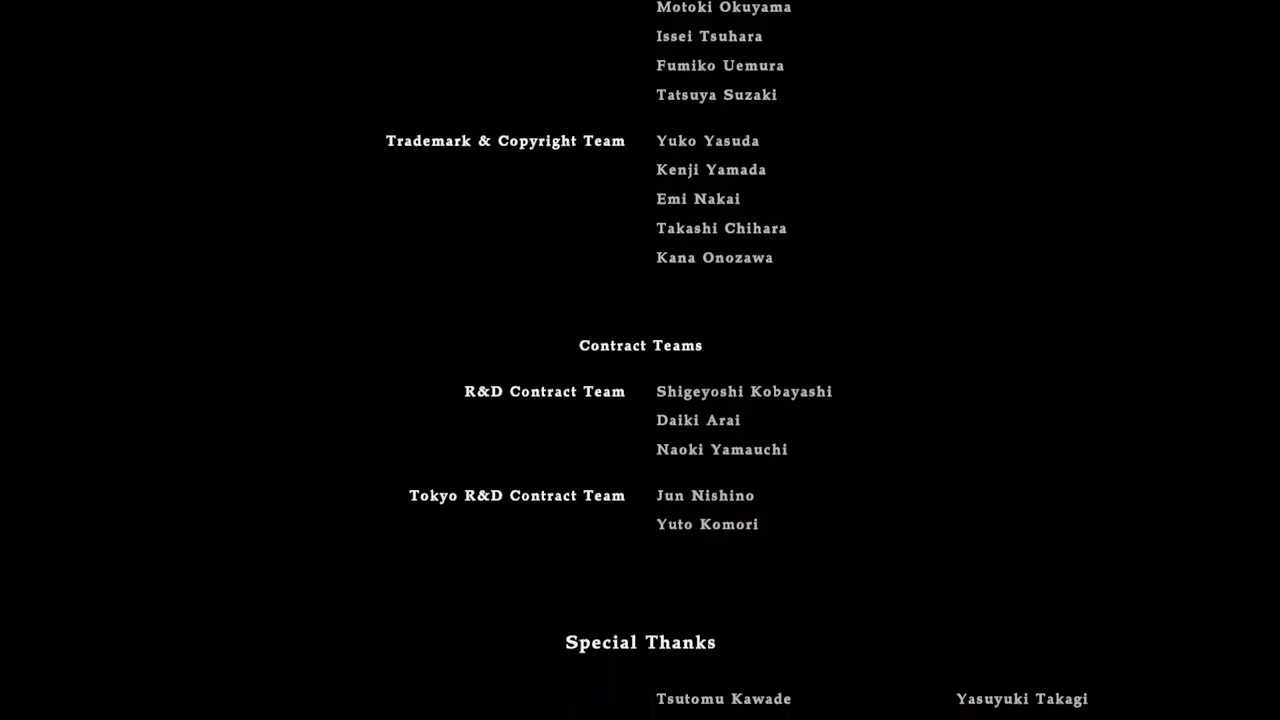 Motoki Okuyama
Issei Tsuhara
Fumiko Uemura
Tatsuya Suzaki
Trademark & Copyright Team Yuko Yasuda
Kenji Yamada
Emi Nakai
Takashi Chihara
Kana Onozawa
Contract Teams
R&D Contract Team Shigeyoshi Kobayashi
Daiki Arai
Naoki Yamauchi
Tokyo R&D Contract Team Jun Nishino
Yuto Komori
Special Thanks
Tsutomu Kawade Yasuyuki Takagi